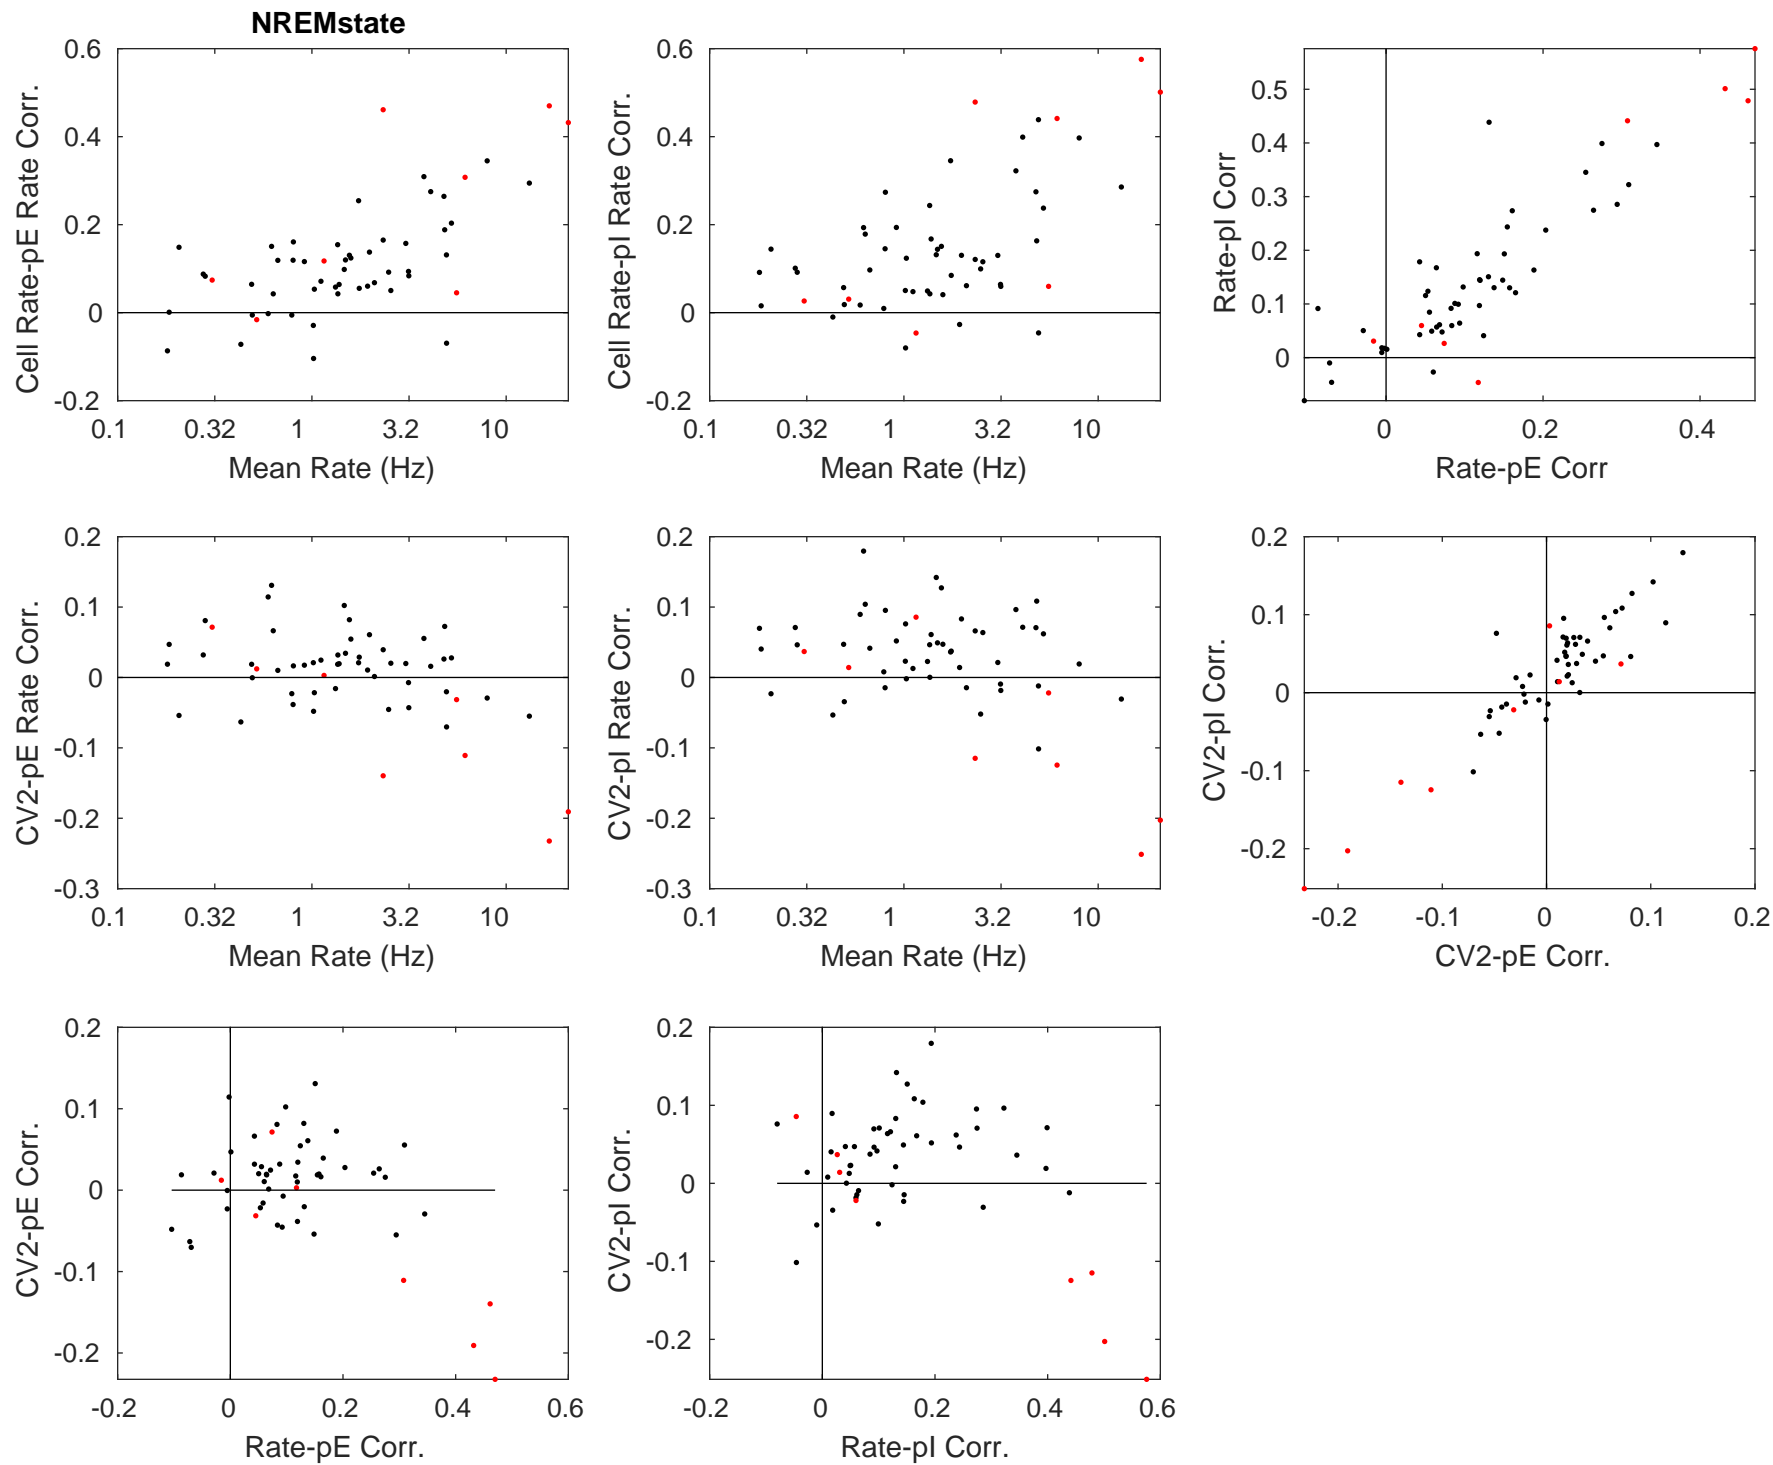 NREMstate
0.6
0.4
0.2
0
-0.2
0.1 0.32 1 3.2 10
Cell Rate-pE Rate Corr.
Mean Rate (Hz)
0.6
0.4
0.2
0
-0.2
0.1 0.32 1 3.2 10
Cell Rate-pI Rate Corr.
Mean Rate (Hz)
0.5
0.4
0.3
0.2
0.1
0
0 0.2 0.4
Rate-pI Corr
Rate-pE Corr
0.2
0.1
0
-0.1
-0.2
-0.3
0.1 0.32 1 3.2 10
CV2-pE Rate Corr.
Mean Rate (Hz)
0.2
0.1
0
-0.1
-0.2
-0.3
0.1 0.32 1 3.2 10
CV2-pI Rate Corr.
Mean Rate (Hz)
0.2
0.1
0
-0.1
-0.2
-0.2 -0.1 0 0.1 0.2
CV2-pI Corr.
CV2-pE Corr.
0.2
0.1
0
-0.1
-0.2
-0.2 0 0.2 0.4 0.6
CV2-pE Corr.
Rate-pE Corr.
0.2
0.1
0
-0.1
-0.2
-0.2 0 0.2 0.4 0.6
CV2-pI Corr.
Rate-pI Corr.